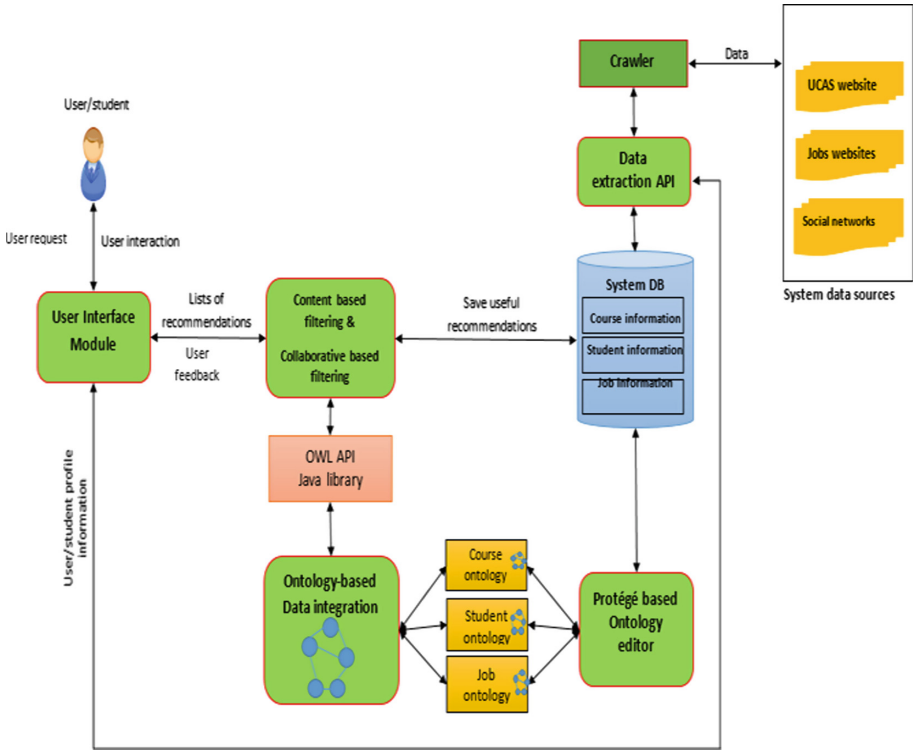 Crawler
Data
UCAS website
Jobs websites
Social networks
System data sources
User/student
Data
extraction API
User request
User interaction
User Interface
Module
Lists of
recommendations
User
feedback
Content based
filtering &
Collaborative based
filtering
Save useful
recommendations
System DB
Course information
Student information
Job Information
OWL API
Java library
User/student profile
information
Ontology-based
Data integration
Course
ontology
Student
ontology
Job
ontology
Protégé based
Ontology
editor